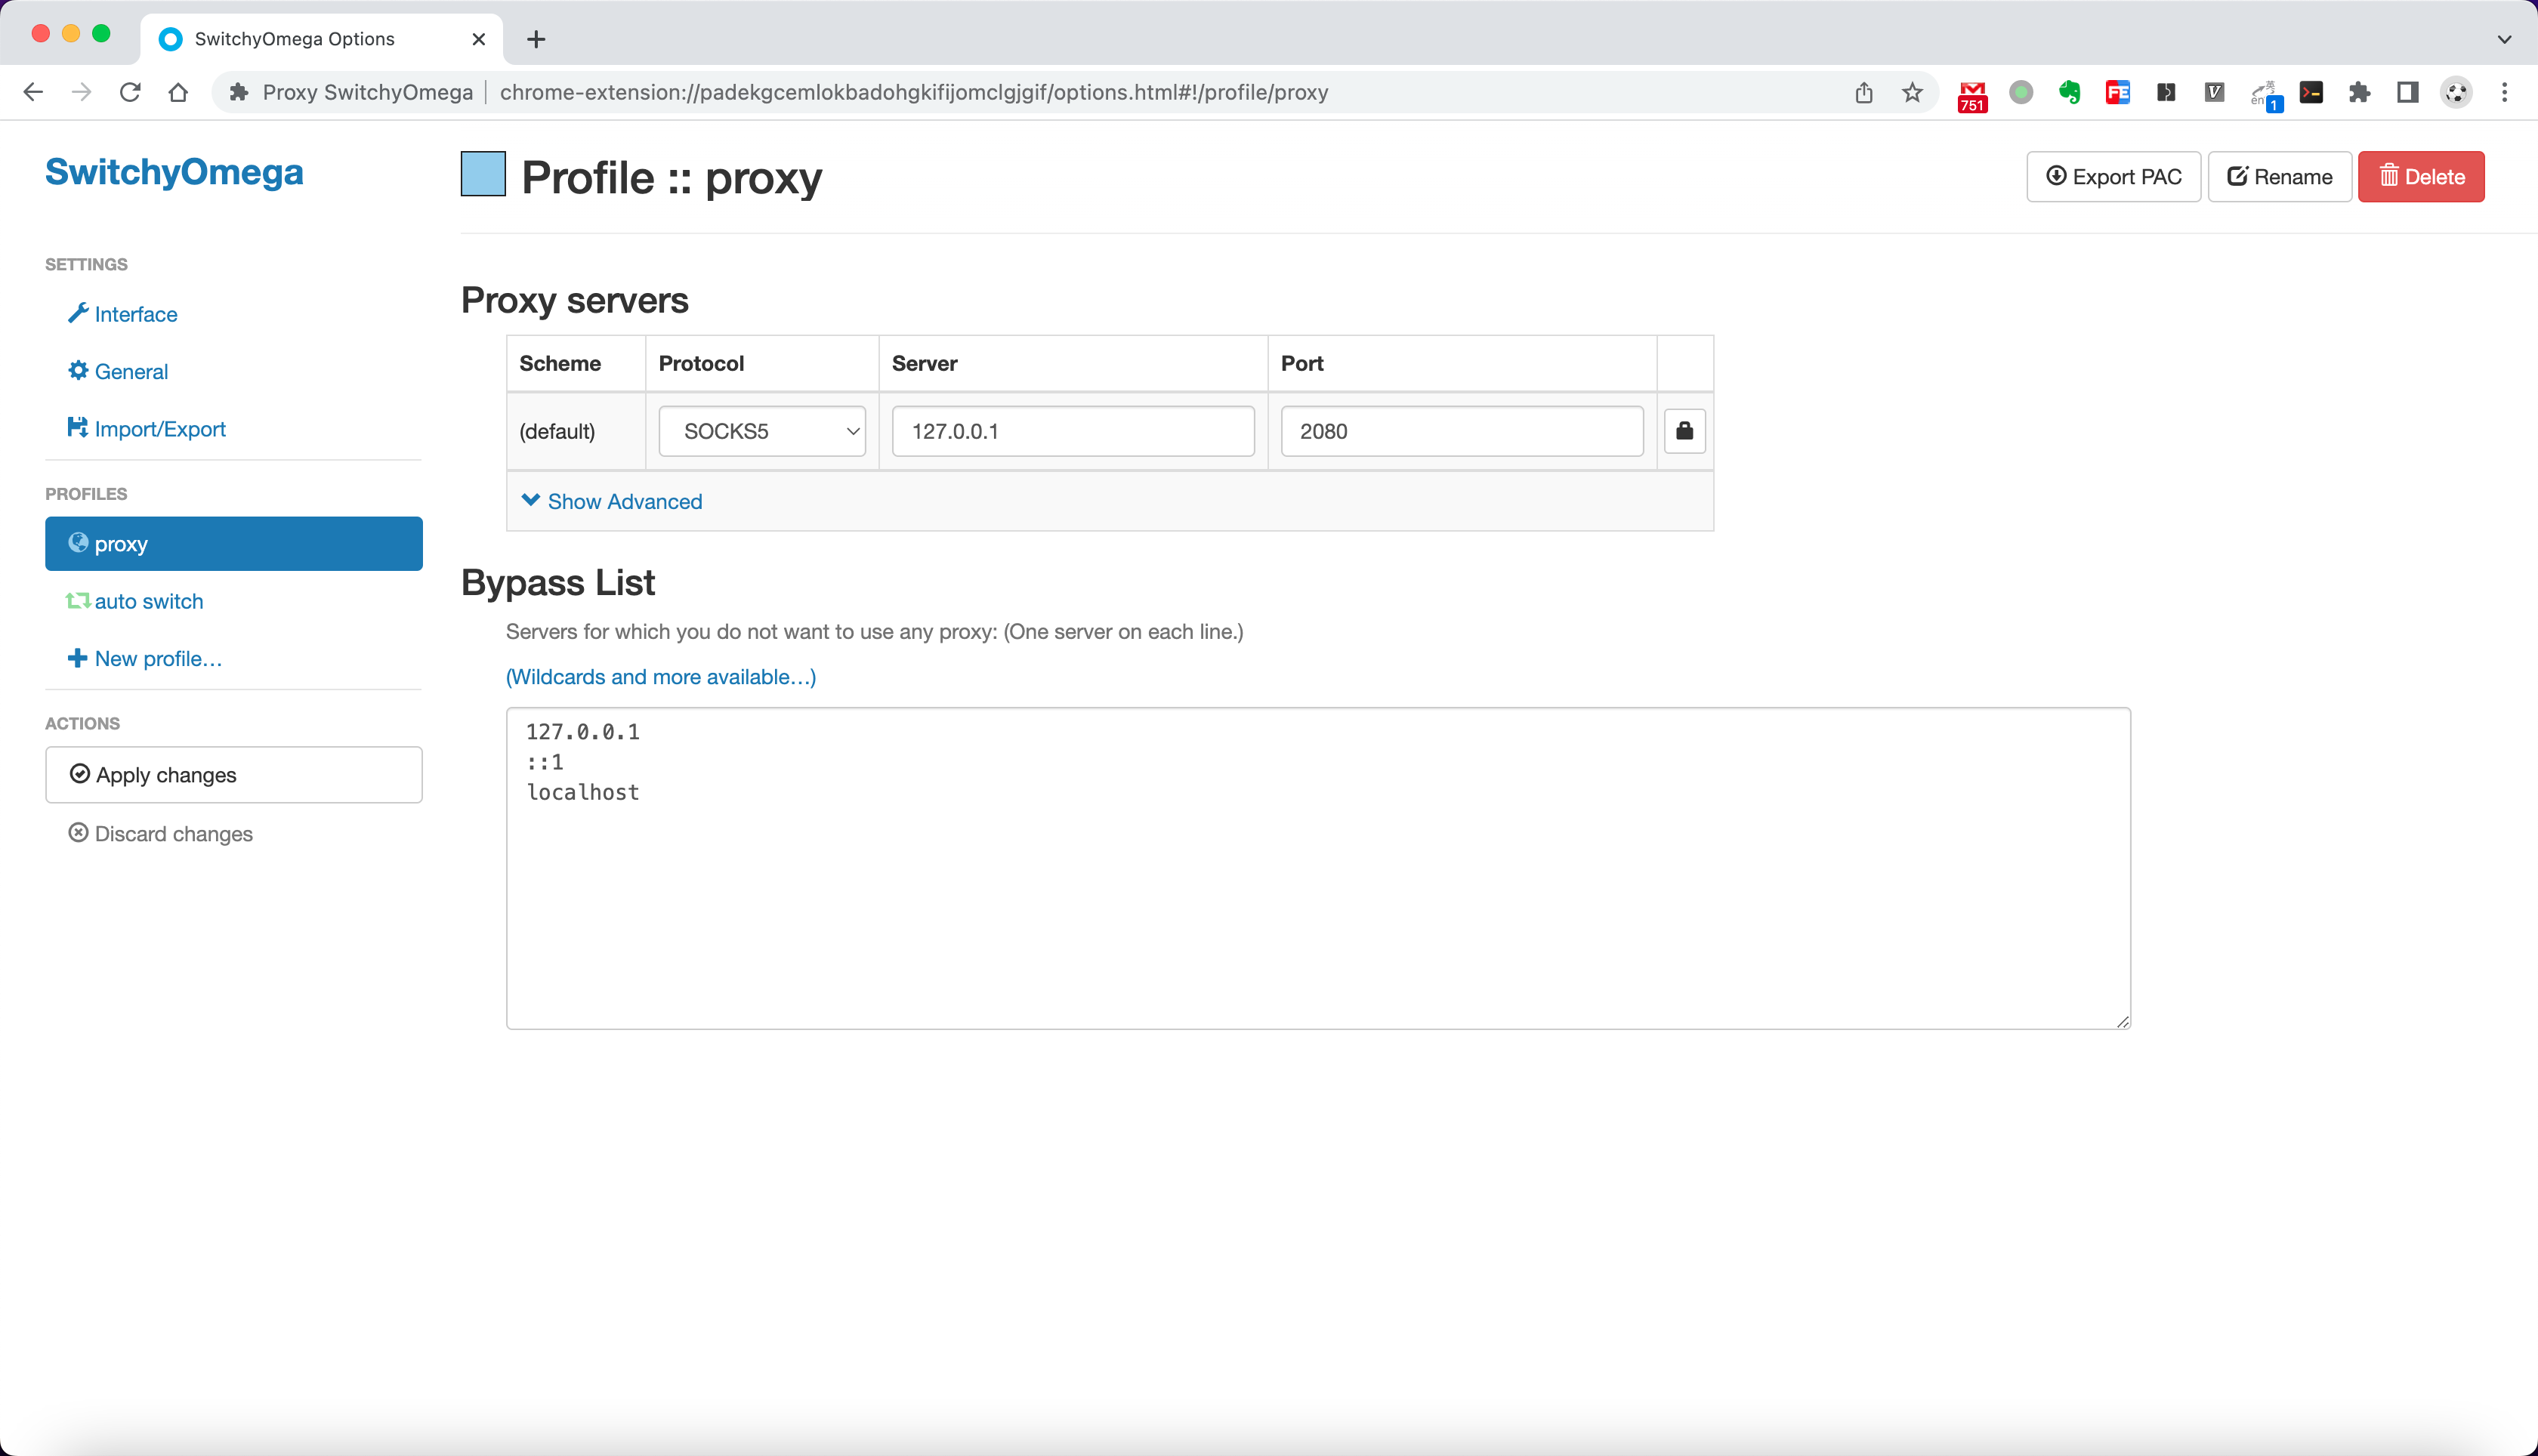 SwitchyOmega Options
Proxy SwitchyOmega
chrome-extension://padekgcemlokbadohgkifijomclgjgif/options.html#!/profile/proxy
751
FE
V
英
en
1
SwitchyOmega
SETTINGS
Interface
General
Import/Export
PROFILES
proxy
auto switch
New profile…
ACTIONS
Apply changes
Discard changes
Profile :: proxy
Export PAC
Rename
Delete
Proxy servers
Scheme Protocol Server Port
(default) SOCKS5 127.0.0.1 2080
Show Advanced
Bypass List
Servers for which you do not want to use any proxy: (One server on each line.)
(Wildcards and more available…)
127.0.0.1
::1
localhost